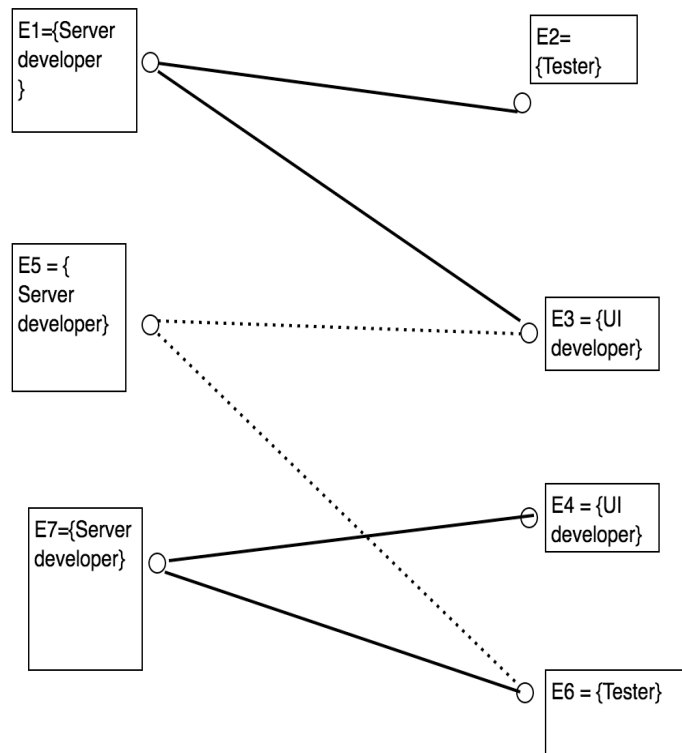 E1={Server
developer
}
E2=
{Tester}
E5 = {
Server
developer}
E3 = {UI
developer}
E7={Server
developer}
E4 = {UI
developer}
E6 = {Tester}